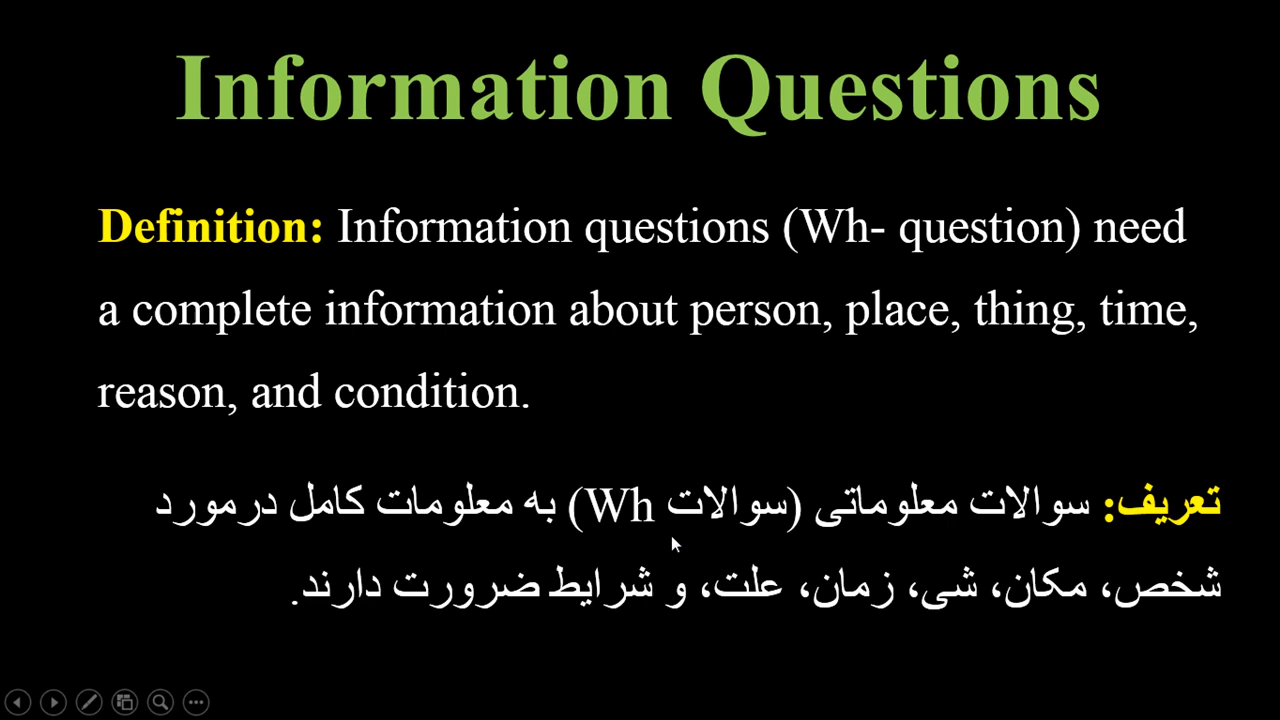 Information Questions
Definition: Information questions (Wh- question) need
a complete information about person, place, thing, time,
reason, and condition.
تعریف: سوالات معلوماتی (سوالات Wh) به معلومات کامل درمورد
شخص، مکان، شی، زمان، علت، و شرایط ضرورت دارند.